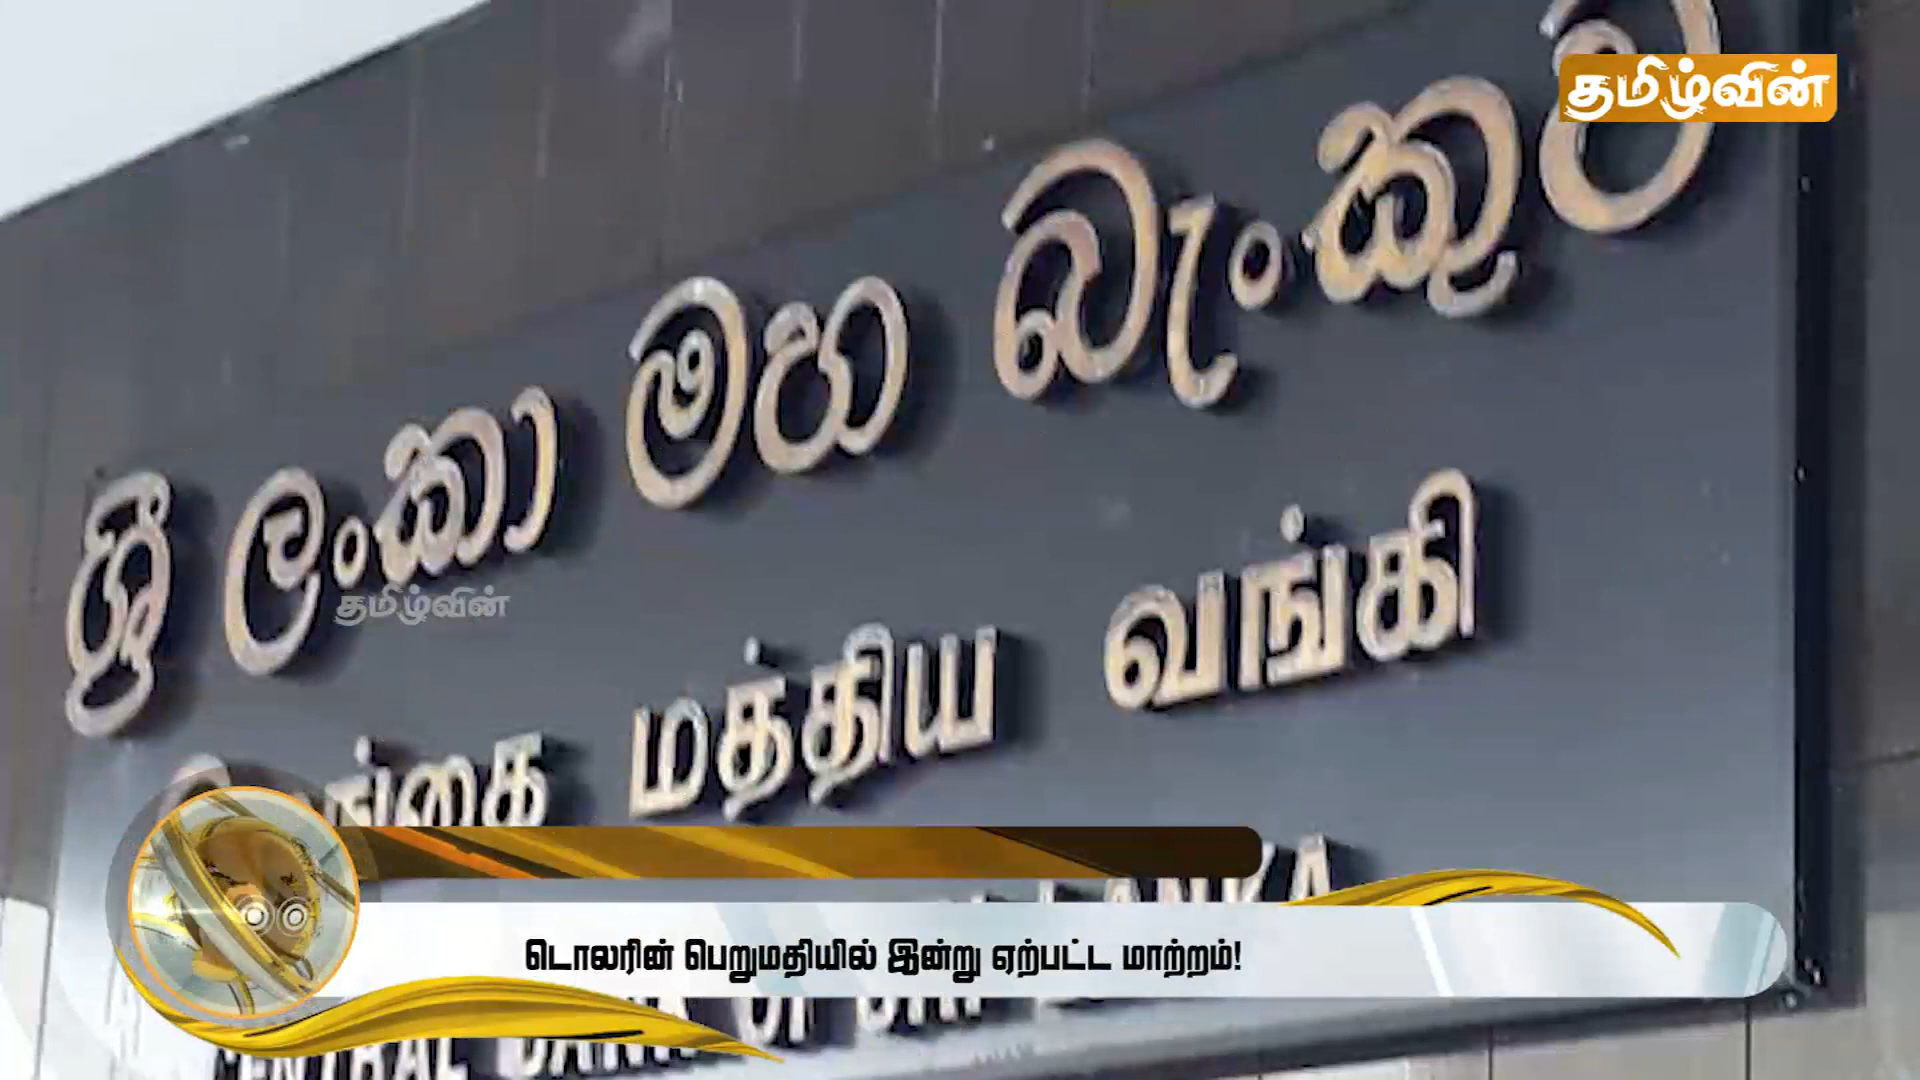 தமிழ்வின்
ශ්‍රී ලංකා මහ බැංකුව
தமிழ்வின்
மத்திய வங்கி
டொலரின் பெறுமதியில் இன்று ஏற்பட்ட மாற்றம்!